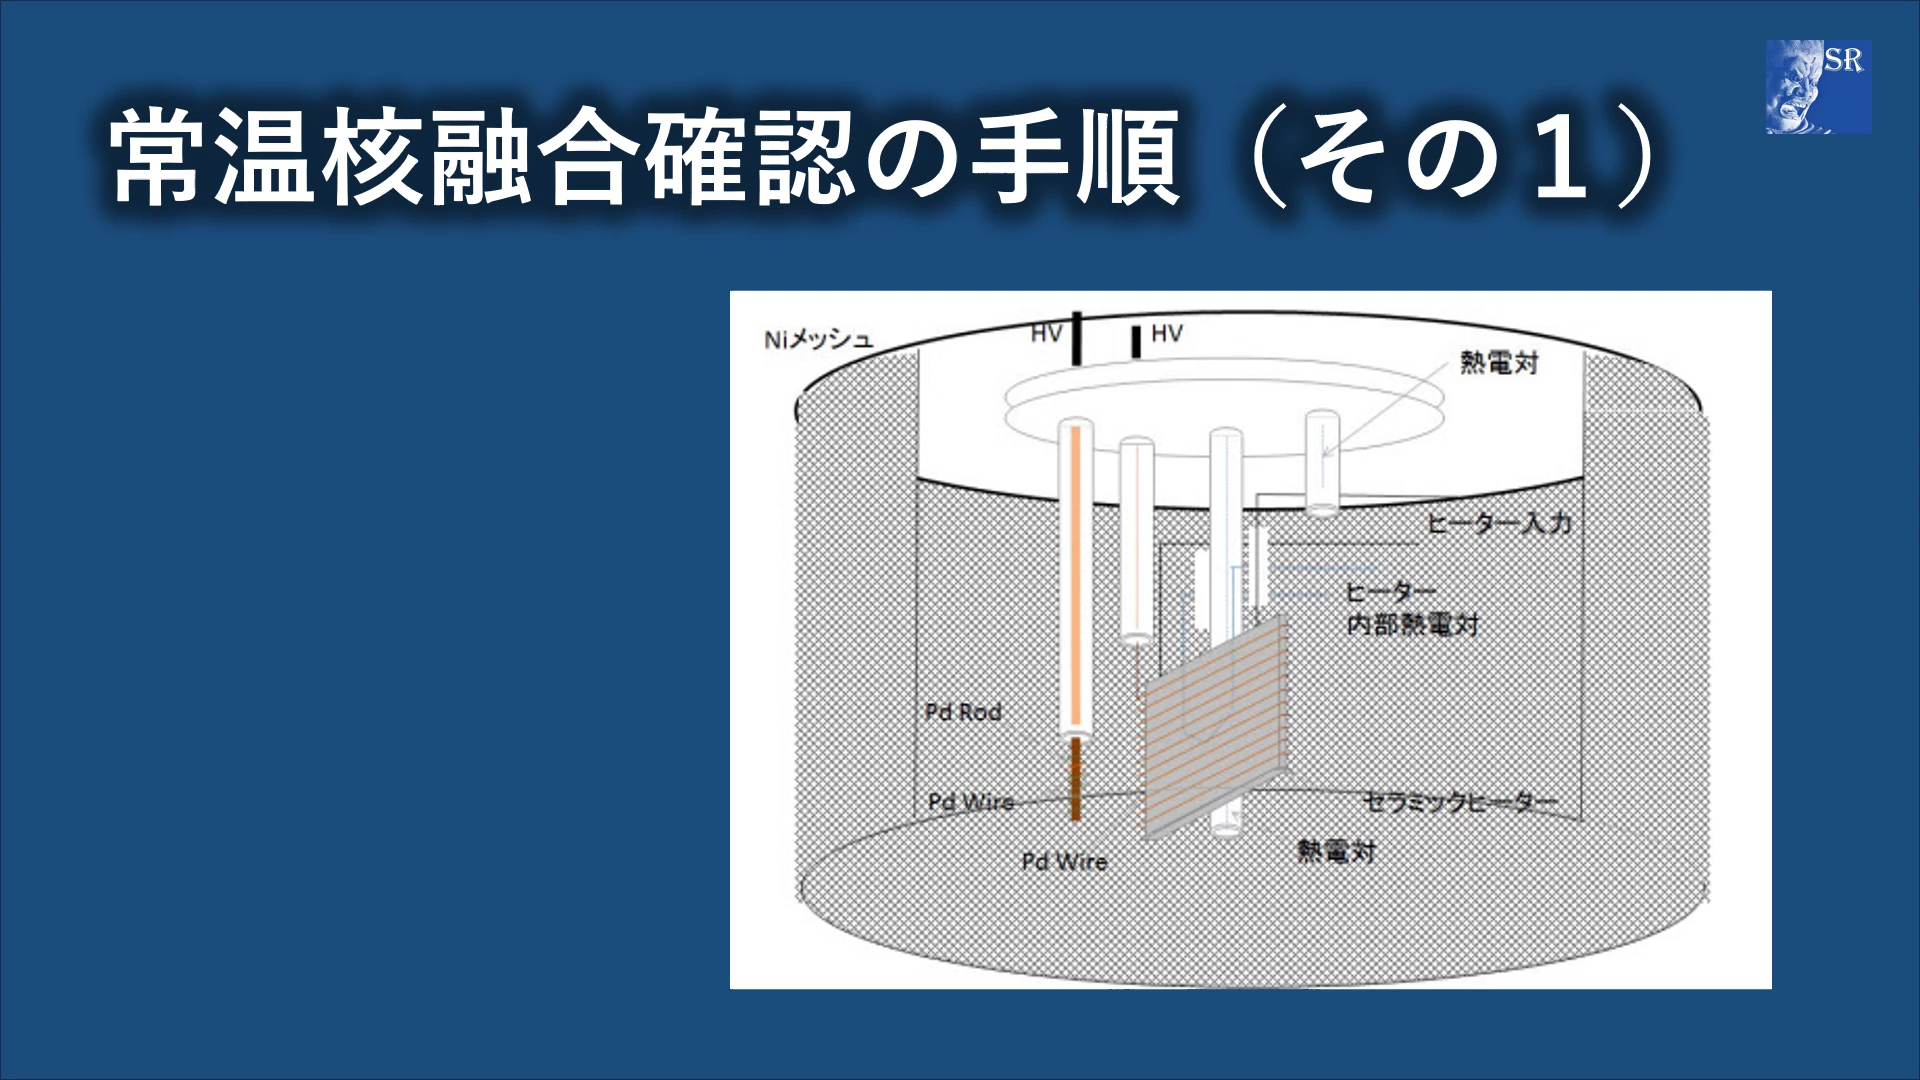 SR
常温核融合確認の手順（その１）
Niメッシュ
HV
HV
熱電対
ヒーター入力
ヒーター
内部熱電対
Pd Rod
Pd Wire
セラミックヒーター
熱電対
Pd Wire